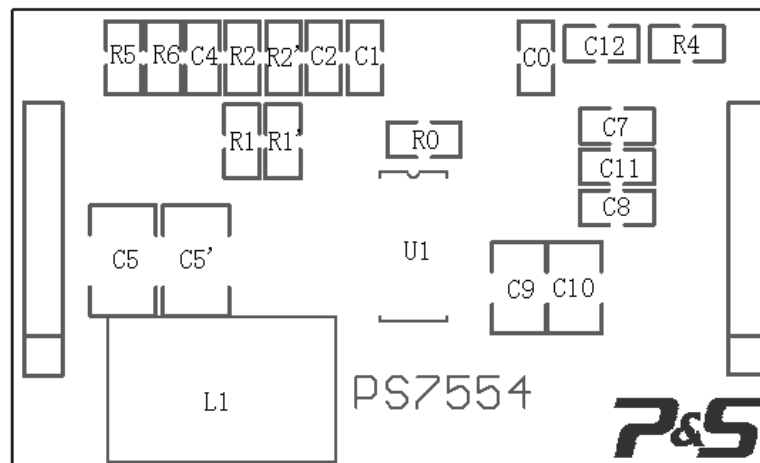 R5 R6 C4 R2 R2' C2 C1 C0 C12 R4
R1 R1' R0 C7
C11
C8
C5 C5' U1
C9 C10
L1 PS7554
P&S